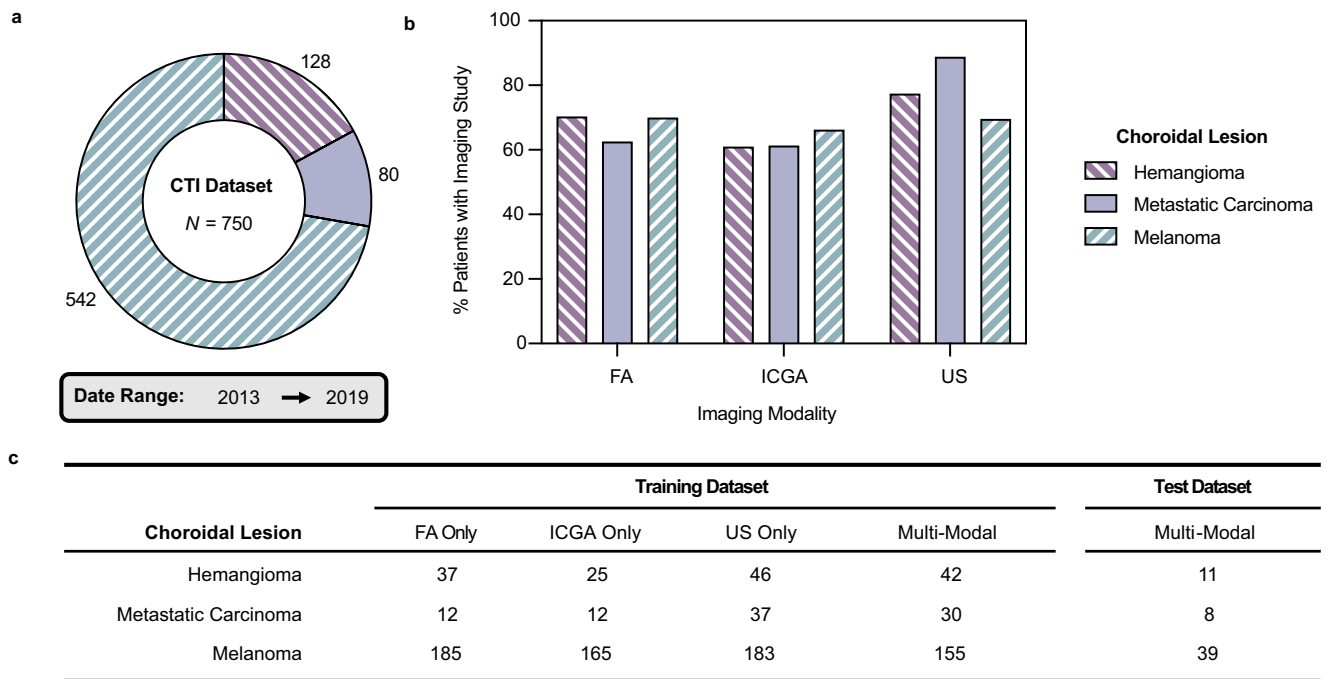 a
128
80
542
CTI Dataset
N = 750
Date Range: 2013 → 2019
b
100
80
60
40
20
0
% Patients with Imaging Study
FA ICGA US
Imaging Modality
Choroidal Lesion
Hemangioma
Metastatic Carcinoma
Melanoma
c
Training Dataset Test Dataset
Choroidal Lesion FA Only ICGA Only US Only Multi-Modal Multi-Modal
Hemangioma 37 25 46 42 11
Metastatic Carcinoma 12 12 37 30 8
Melanoma 185 165 183 155 39